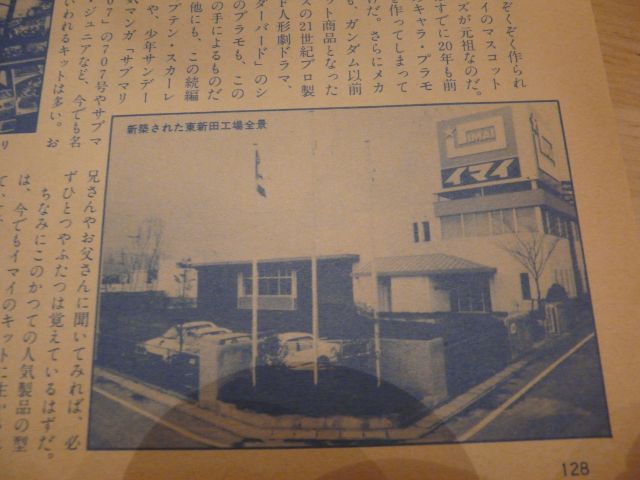 ぞくぞく作られ
イのマスコット
ズが元祖なのだ。
すでに20年も前
キャラ・プラモ
作ってしまって
だ。さらにメカ
も、ガンダム以前
ット商品となった
ズの21世紀プロ製
ド人形劇ドラマ、
ダーバード」のシ
のプラモも、この
の手によるものだ
他にも、この続編
プテン・スカーレ
や、少年サンデー
気マンガ「サブマリ
07」の707号やサブマ
・ジュニアなど、今でも名
いわれるキットは多い。お
新築された東新田工場全景
IMAI
イマイ
兄さんやお父さんに聞いてみれば、必
ずひとつやふたつは覚えているはずだ。
ちなみにこのかつての人気製品の型
は、今でもイマイのキットに生か
128